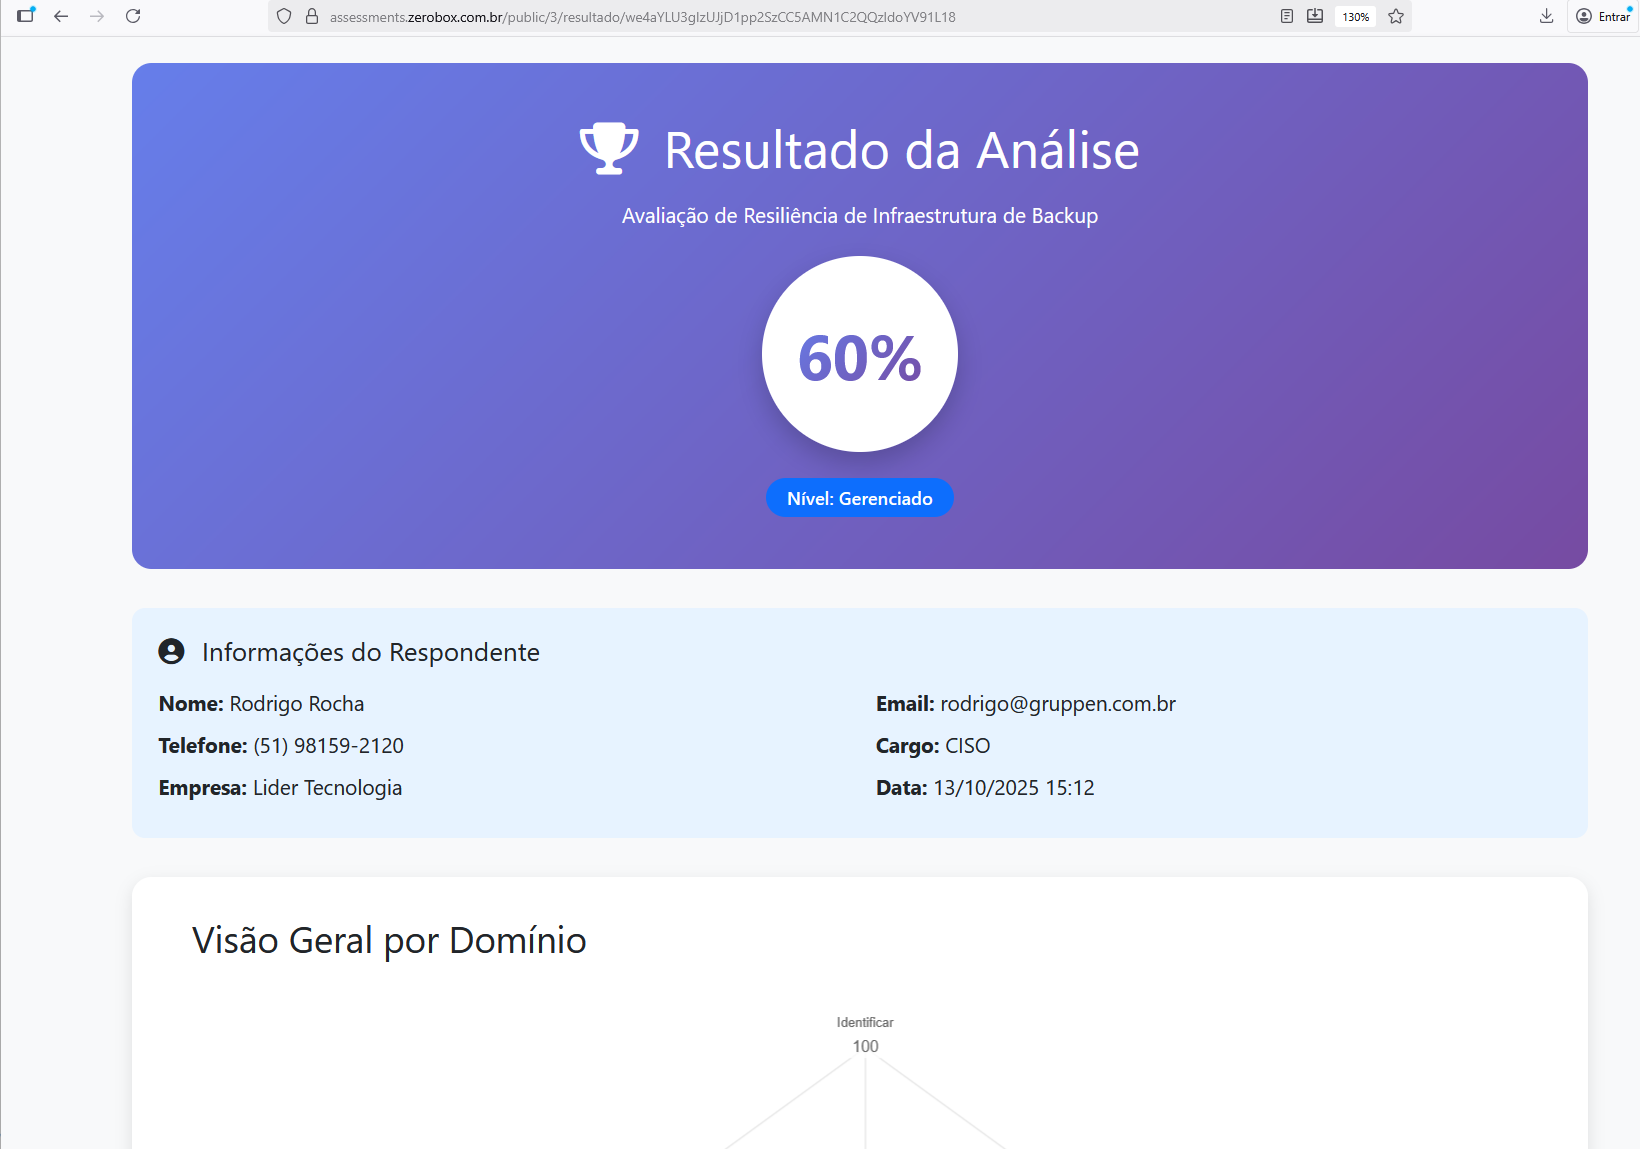 assessments.zerobox.com.br/public/3/resultado/we4aYLU3gIzUJjD1pp2SzCC5AMN1C2QQzIdoYV91L18
130%
Entrar
Resultado da Análise
Avaliação de Resiliência de Infraestrutura de Backup
60%
Nível: Gerenciado
Informações do Respondente
Nome: Rodrigo Rocha
Email: rodrigo@gruppen.com.br
Telefone: (51) 98159-2120
Cargo: CISO
Empresa: Lider Tecnologia
Data: 13/10/2025 15:12
Visão Geral por Domínio
Identificar
100